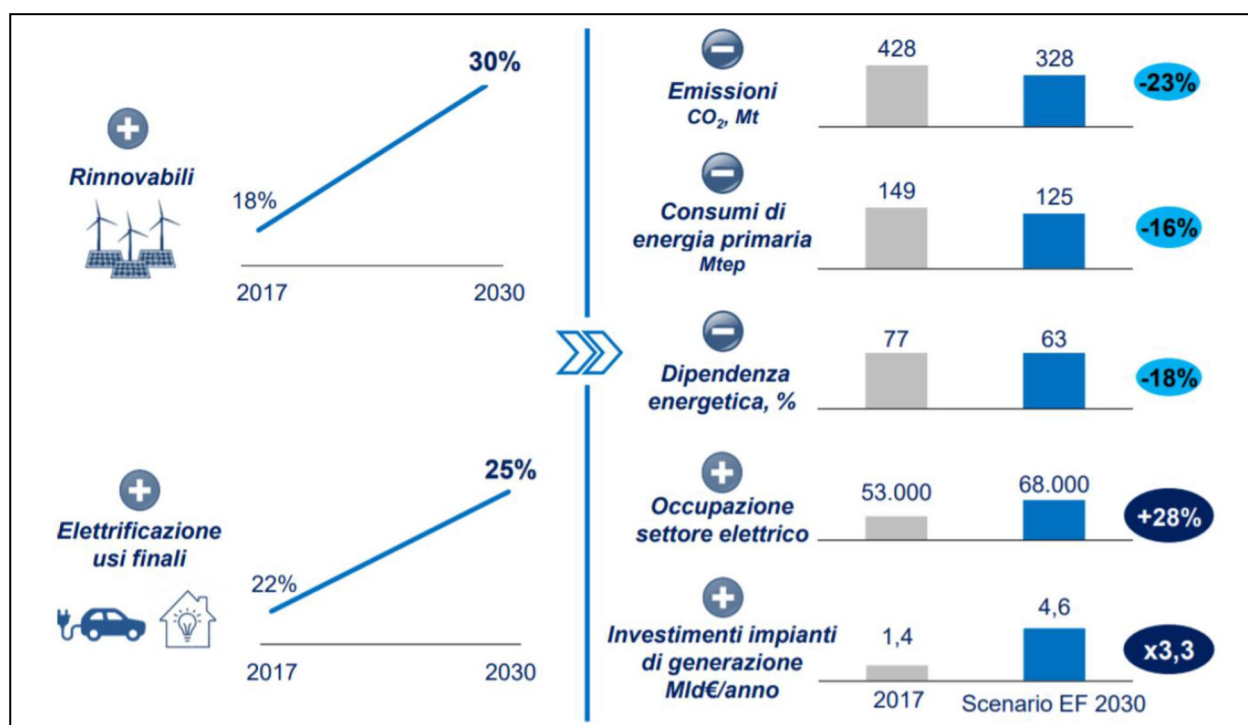 30%
Rinnovabili
18%
2017 2030
25%
Elettrificazione
usi finali
22%
2017 2030
Emissioni
CO₂, Mt
428 328
-23%
Consumi di
energia primaria
Mtep
149 125
-16%
Dipendenza
energetica, %
77 63
-18%
Occupazione
settore elettrico
53.000 68.000
+28%
Investimenti impianti
di generazione
Mld€/anno
1,4 4,6
x3,3
2017 Scenario EF 2030